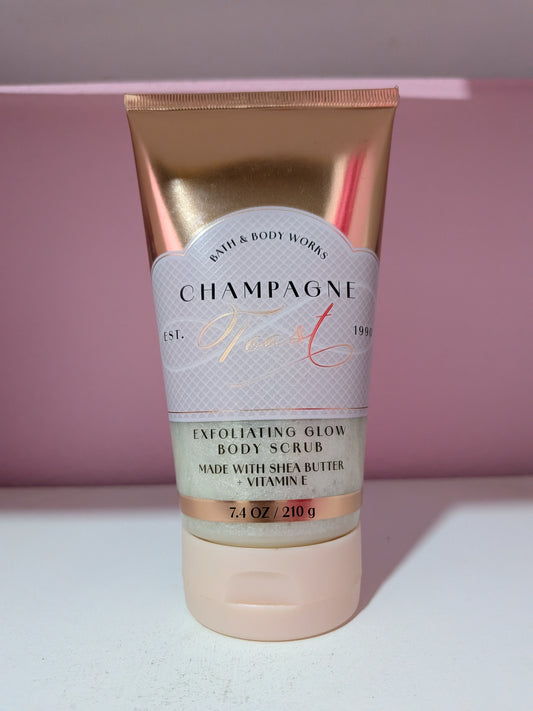 BATH & BODY WORKS
CHAMPAGNE
EST. Toast 1990
EXFOLIATING GLOW
BODY SCRUB
MADE WITH SHEA BUTTER
+ VITAMIN E
7.4 OZ / 210 g